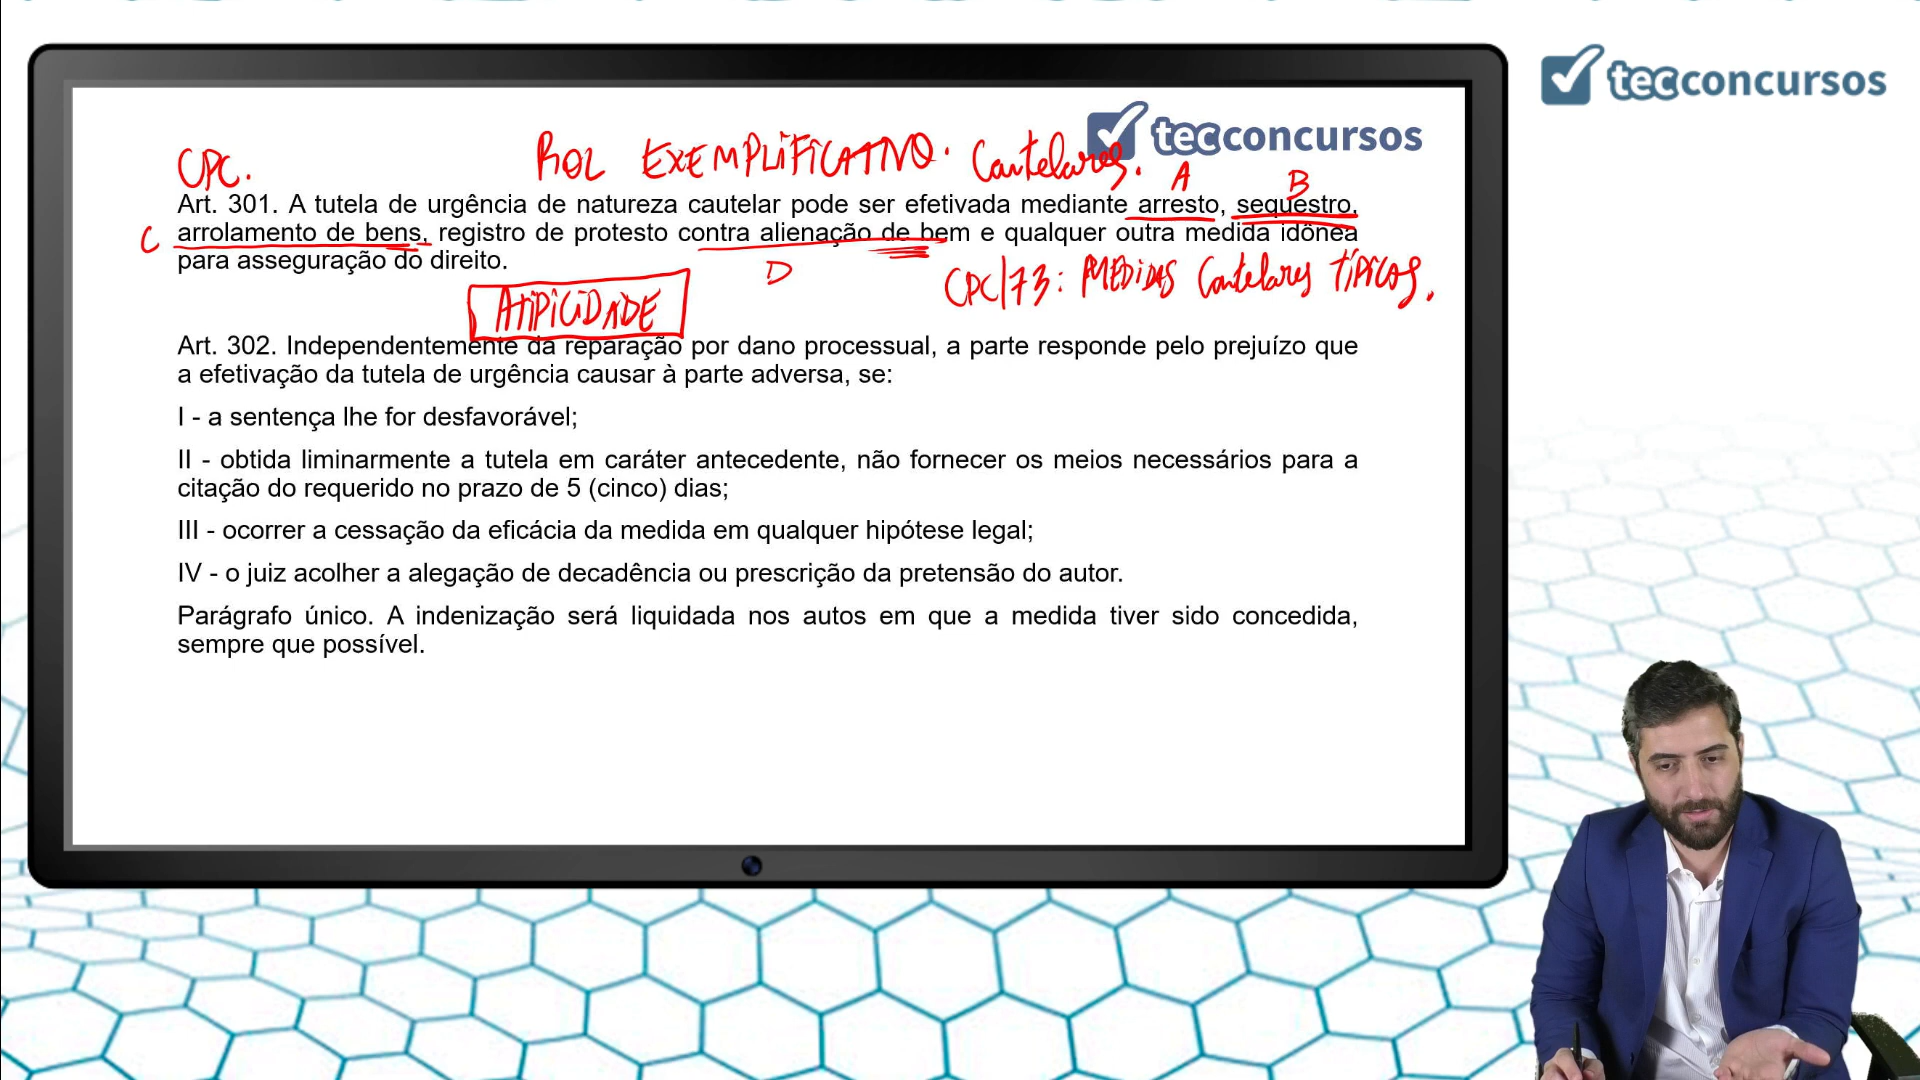 tecconcursos
tecconcursos
CPC. ROL EXEMPLIFICATIVO. Cautelares. A B
Art. 301. A tutela de urgência de natureza cautelar pode ser efetivada mediante arresto, sequestro,
C arrolamento de bens, registro de protesto contra alienação de bem e qualquer outra medida idônea
para asseguração do direito. D CPC/73: MEDIDAS Cautelares TÍPICAS.
ATIPICIDADE
Art. 302. Independentemente da reparação por dano processual, a parte responde pelo prejuízo que
a efetivação da tutela de urgência causar à parte adversa, se:
I - a sentença lhe for desfavorável;
II - obtida liminarmente a tutela em caráter antecedente, não fornecer os meios necessários para a
citação do requerido no prazo de 5 (cinco) dias;
III - ocorrer a cessação da eficácia da medida em qualquer hipótese legal;
IV - o juiz acolher a alegação de decadência ou prescrição da pretensão do autor.
Parágrafo único. A indenização será liquidada nos autos em que a medida tiver sido concedida,
sempre que possível.